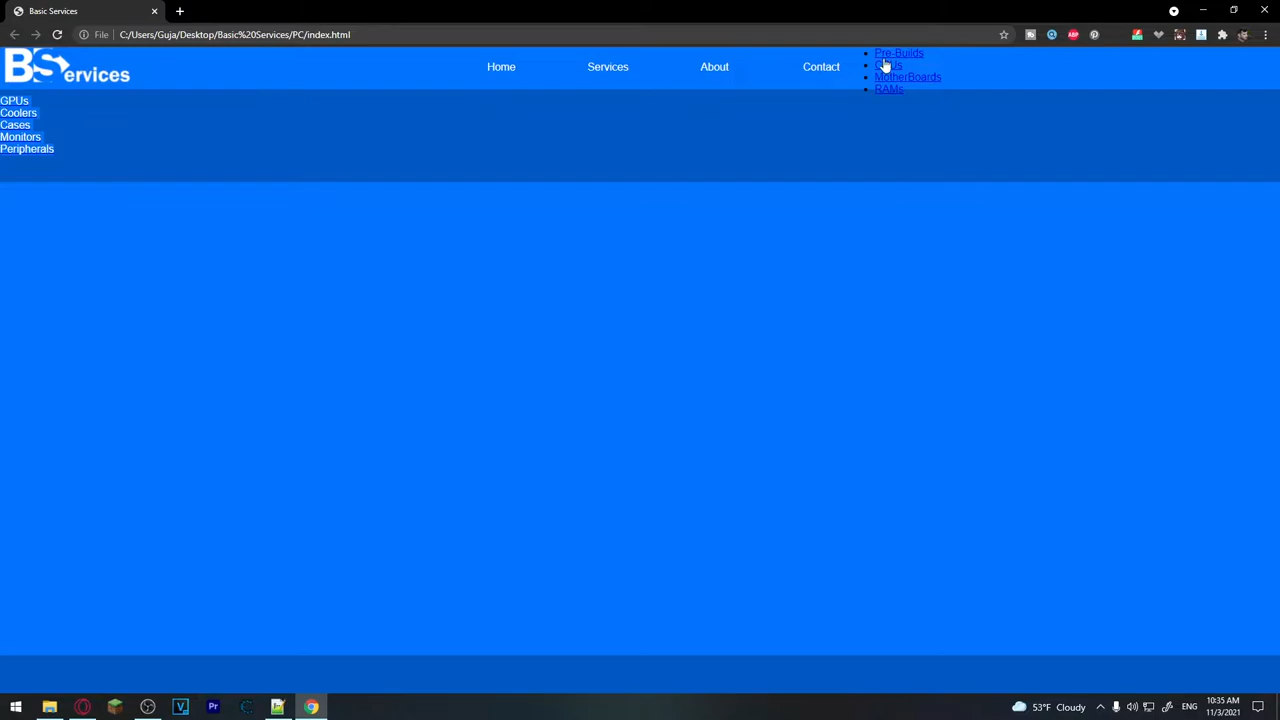 Basic Services
File
C:/Users/Guja/Desktop/Basic%20Services/PC/index.html
BServices
Home
Services
About
Contact
Pre-Builds
MotherBoards
RAMs
GPUs
Coolers
Cases
Monitors
Peripherals
53°F Cloudy
ENG
10:35 AM
11/3/2021